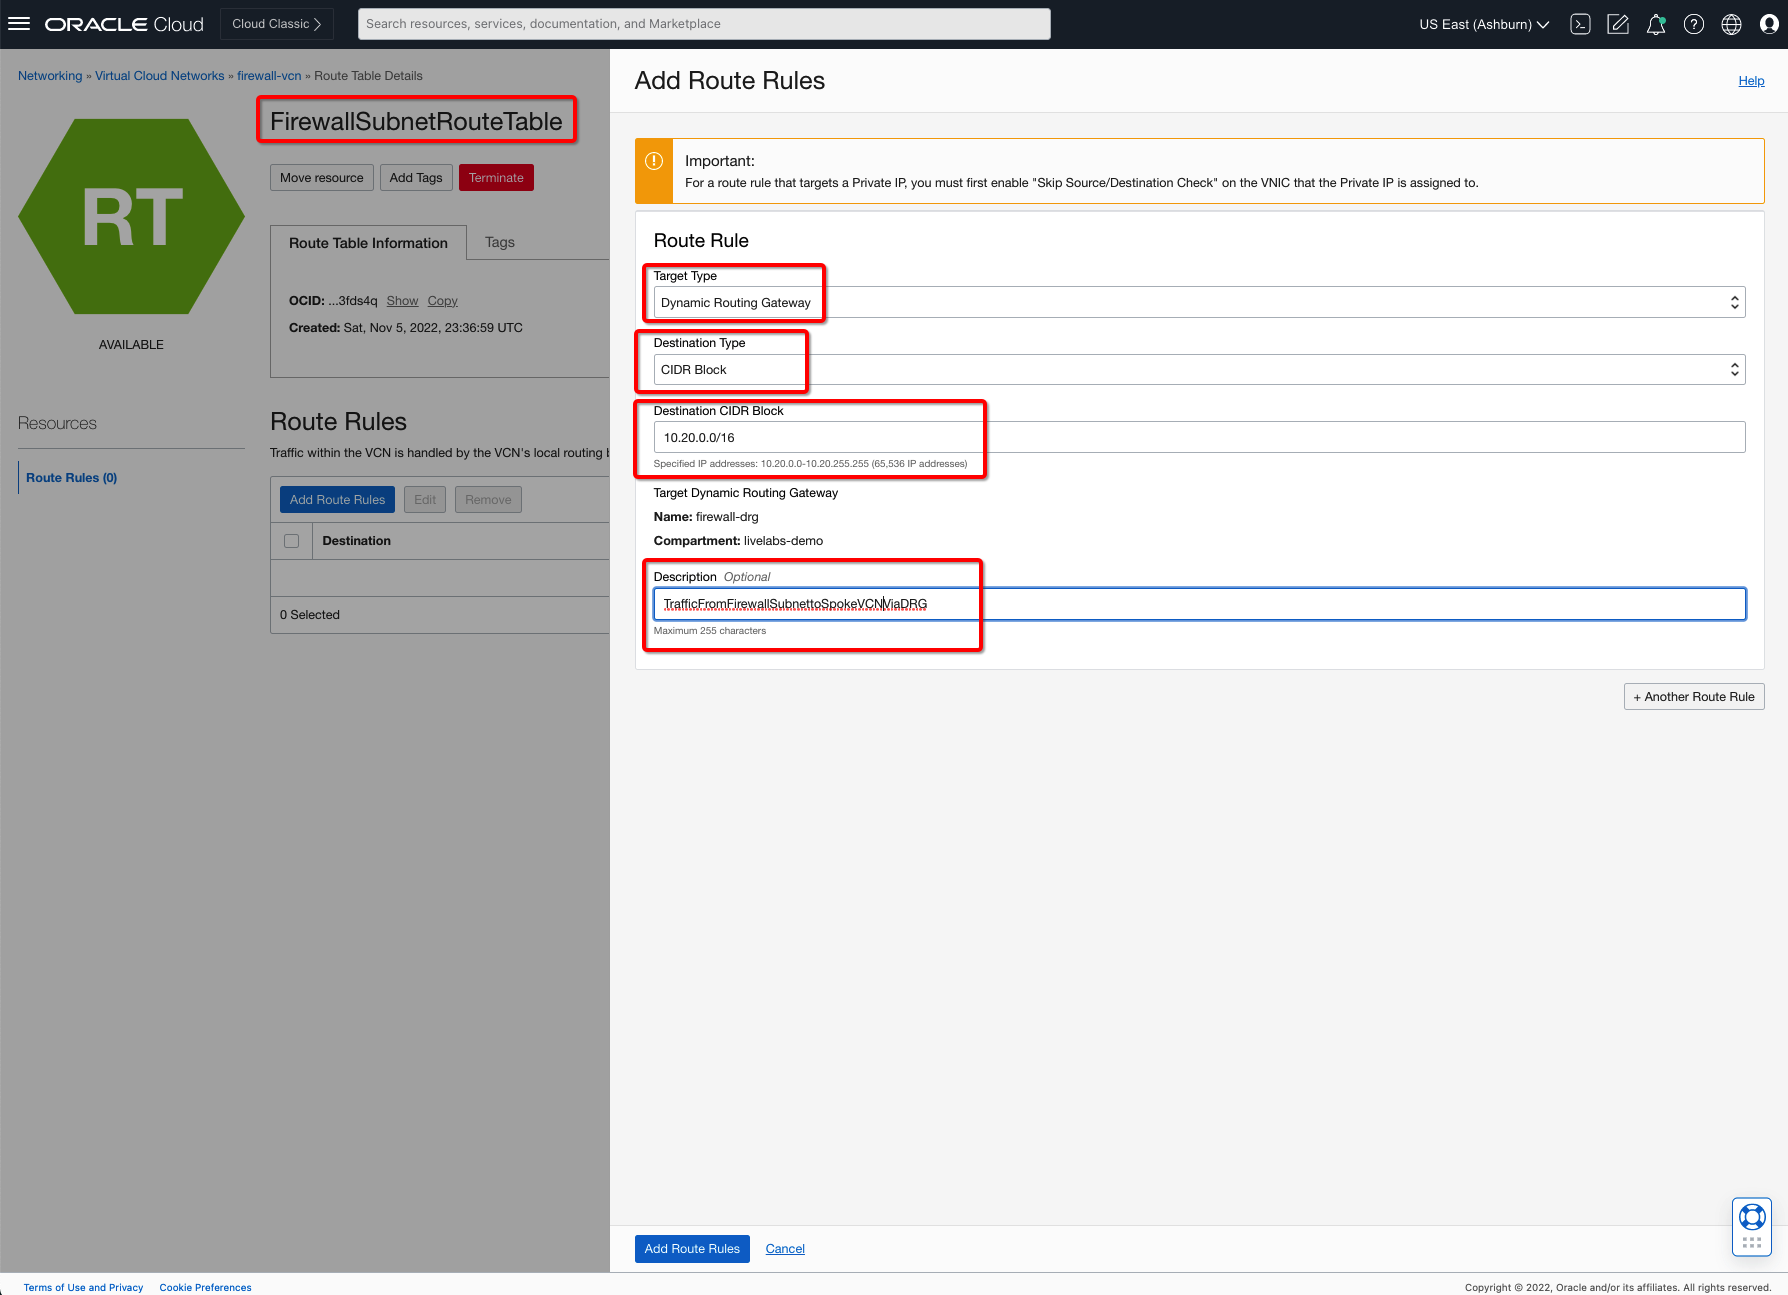 ORACLE Cloud
Cloud Classic
Search resources, services, documentation, and Marketplace
US East (Ashburn)
Networking » Virtual Cloud Networks » firewall-vcn » Route Table Details
RT
AVAILABLE
FirewallSubnetRouteTable
Move resource
Add Tags
Terminate
Route Table Information
Tags
OCID: ...3fds4q Show Copy
Created: Sat, Nov 5, 2022, 23:36:59 UTC
Resources
Route Rules (0)
Route Rules
Traffic within the VCN is handled by the VCN's local routing
Add Route Rules
Edit
Remove
Destination
0 Selected
Add Route Rules
Help
Important:
For a route rule that targets a Private IP, you must first enable "Skip Source/Destination Check" on the VNIC that the Private IP is assigned to.
Route Rule
Target Type
Dynamic Routing Gateway
Destination Type
CIDR Block
Destination CIDR Block
10.20.0.0/16
Specified IP addresses: 10.20.0.0-10.20.255.255 (65,536 IP addresses)
Target Dynamic Routing Gateway
Name: firewall-drg
Compartment: livelabs-demo
Description Optional
TrafficFromFirewallSubnettoSpokeVCNViaDRG
Maximum 255 characters
+ Another Route Rule
Add Route Rules
Cancel
Terms of Use and Privacy
Cookie Preferences
Copyright © 2022, Oracle and/or its affiliates. All rights reserved.